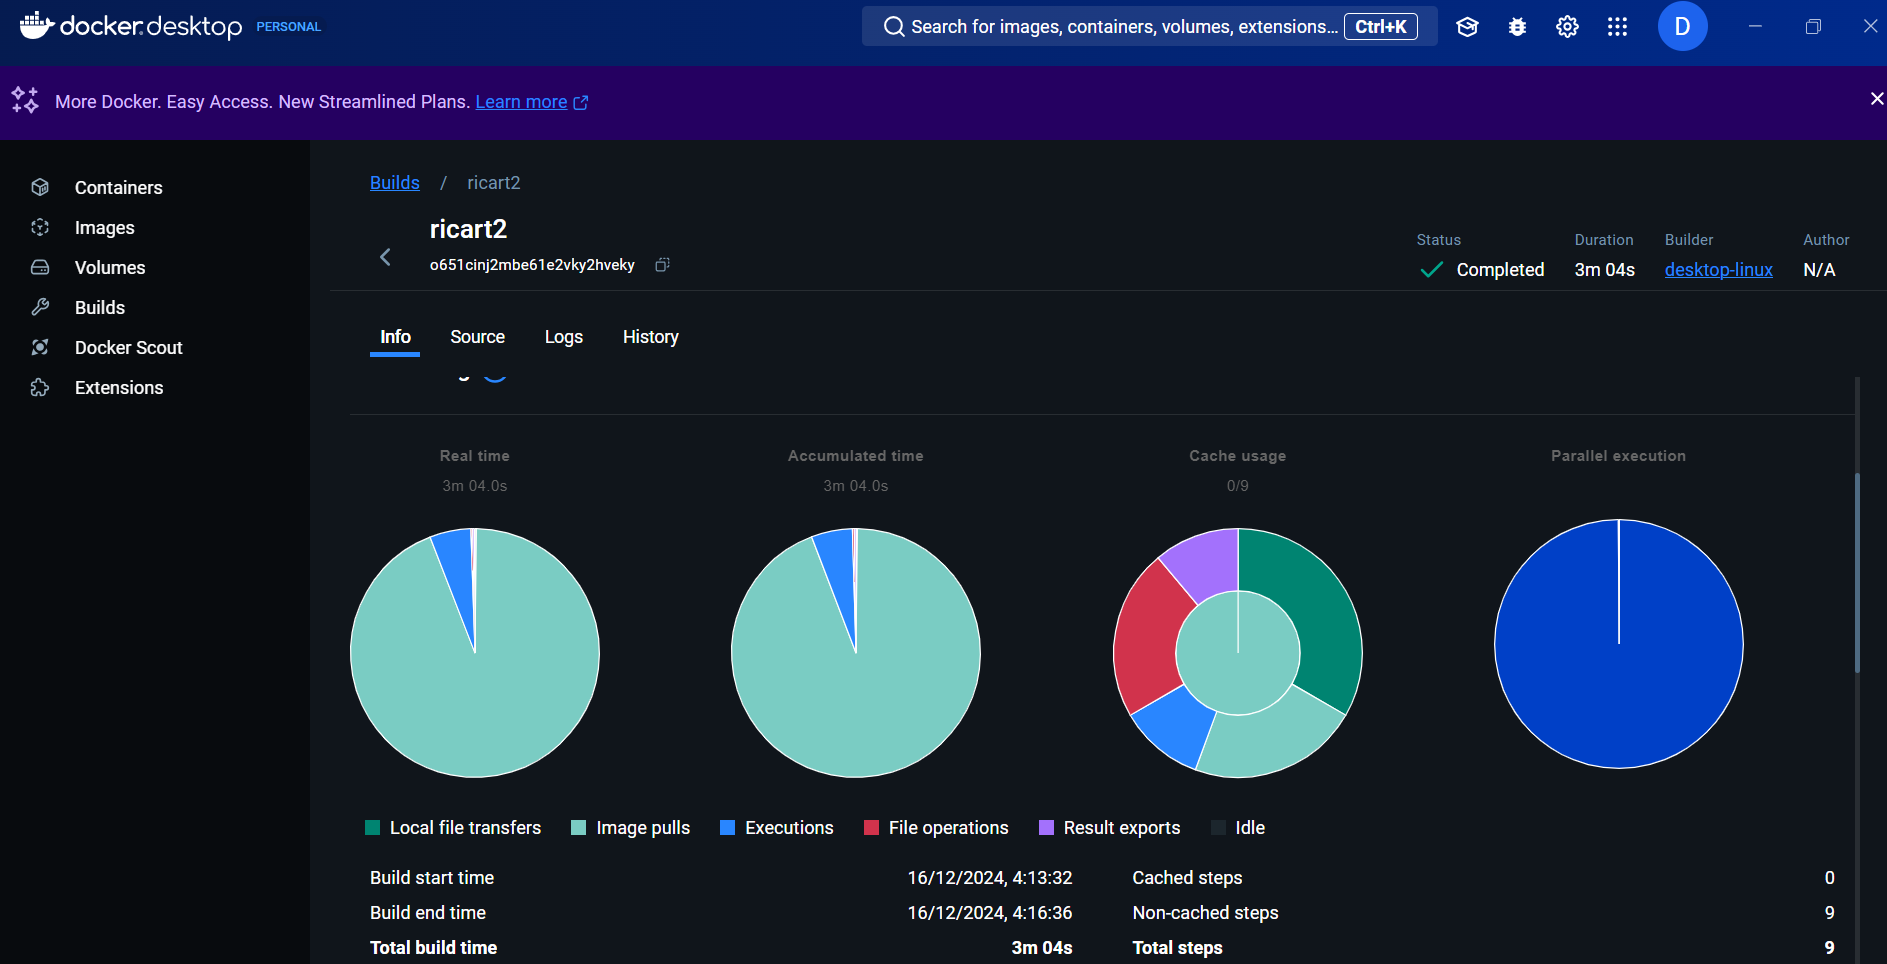 docker.desktop PERSONAL
Search for images, containers, volumes, extensions... Ctrl+K
D
More Docker. Easy Access. New Streamlined Plans. Learn more
Containers
Images
Volumes
Builds
Docker Scout
Extensions
Builds / ricart2
ricart2
o651cinj2mbe61e2vky2hveky
Status Duration Builder Author
Completed 3m 04s desktop-linux N/A
Info Source Logs History
Real time Accumulated time Cache usage Parallel execution
3m 04.0s 3m 04.0s 0/9
Local file transfers Image pulls Executions File operations Result exports Idle
Build start time 16/12/2024, 4:13:32 Cached steps 0
Build end time 16/12/2024, 4:16:36 Non-cached steps 9
Total build time 3m 04s Total steps 9